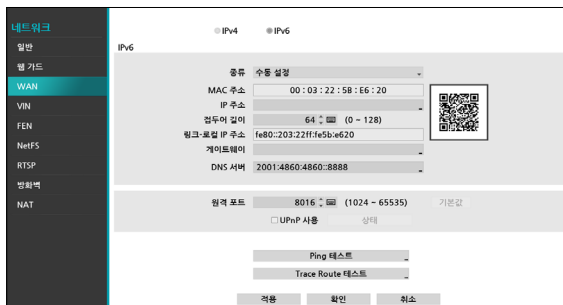 네트워크
일반
웹 가드
WAN
VIN
FEN
NetFS
RTSP
방화벽
NAT
IPv4 IPv6
IPv6
종류 수동 설정
MAC 주소 00 : 03 : 22 : 5B : E6 : 20
IP 주소
접두어 길이 64 (0 ~ 128)
링크-로컬 IP 주소 fe80::203:22ff:fe5b:e620
게이트웨이
DNS 서버 2001:4860:4860::8888
원격 포트 8016 (1024 ~ 65535) 기본값
UPnP 사용 상태
Ping 테스트
Trace Route 테스트
적용 확인 취소